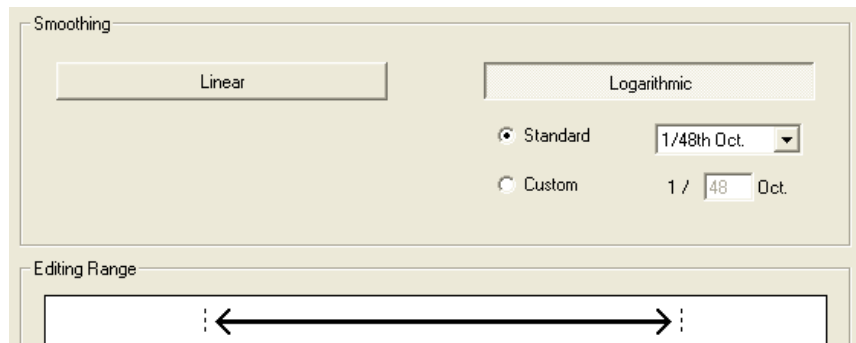 Smoothing
Linear
Logarithmic
Standard
1/48th Oct.
Custom
1 / 48 Oct.
Editing Range